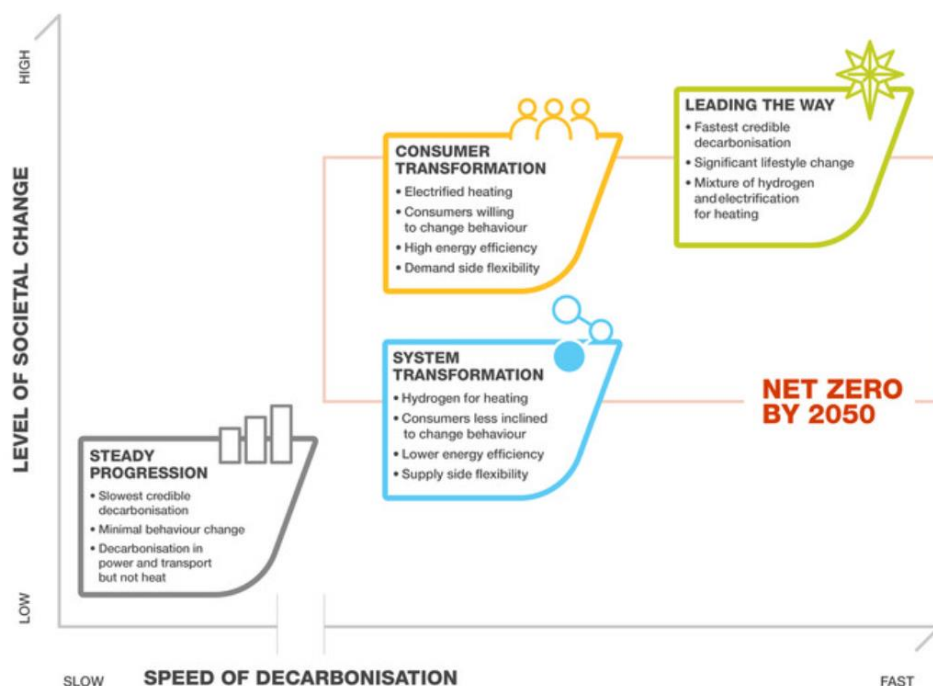 HIGH
LEVEL OF SOCIETAL CHANGE
LOW
LEADING THE WAY
• Fastest credible
decarbonisation
• Significant lifestyle change
• Mixture of hydrogen
and electrification
for heating
CONSUMER
TRANSFORMATION
• Electrified heating
• Consumers willing
to change behaviour
• High energy efficiency
• Demand side flexibility
SYSTEM
TRANSFORMATION
• Hydrogen for heating
• Consumers less inclined
to change behaviour
• Lower energy efficiency
• Supply side flexibility
NET ZERO
BY 2050
STEADY
PROGRESSION
• Slowest credible
decarbonisation
• Minimal behaviour change
• Decarbonisation in
power and transport
but not heat
SLOW
SPEED OF DECARBONISATION
FAST